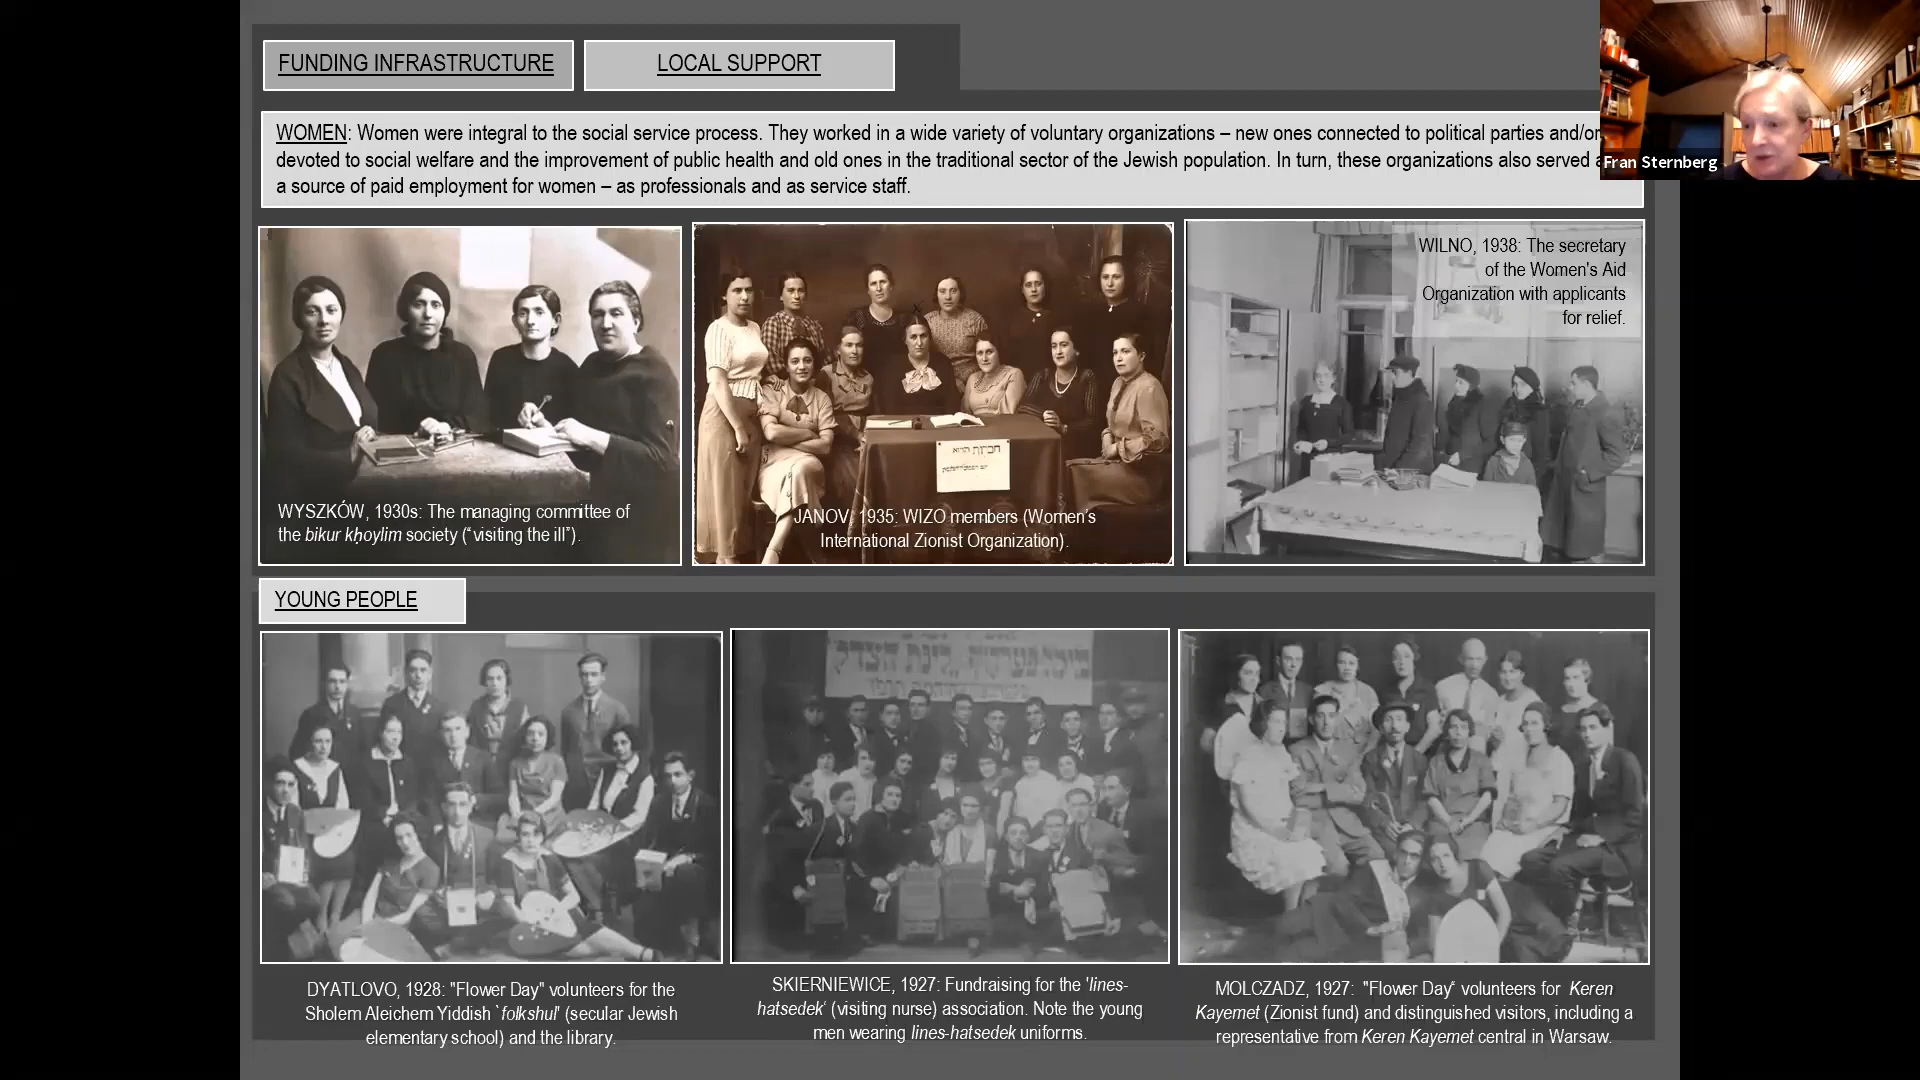 FUNDING INFRASTRUCTURE
LOCAL SUPPORT
WOMEN: Women were integral to the social service process. They worked in a wide variety of voluntary organizations – new ones connected to political parties and/or
devoted to social welfare and the improvement of public health and old ones in the traditional sector of the Jewish population. In turn, these organizations also served
a source of paid employment for women – as professionals and as service staff.
Fran Sternberg
WYSZKÓW, 1930s: The managing committee of
the bikur kḥoylim society (“visiting the ill”).
JANOV, 1935: WIZO members (Women's
International Zionist Organization).
WILNO, 1938: The secretary
of the Women's Aid
Organization with applicants
for relief.
YOUNG PEOPLE
DYATLOVO, 1928: "Flower Day" volunteers for the
Sholem Aleichem Yiddish `folkshul' (secular Jewish
elementary school) and the library.
SKIERNIEWICE, 1927: Fundraising for the 'lines-
hatsedek‘ (visiting nurse) association. Note the young
men wearing lines-hatsedek uniforms.
MOLCZADZ, 1927: "Flower Day“ volunteers for Keren
Kayemet (Zionist fund) and distinguished visitors, including a
representative from Keren Kayemet central in Warsaw.